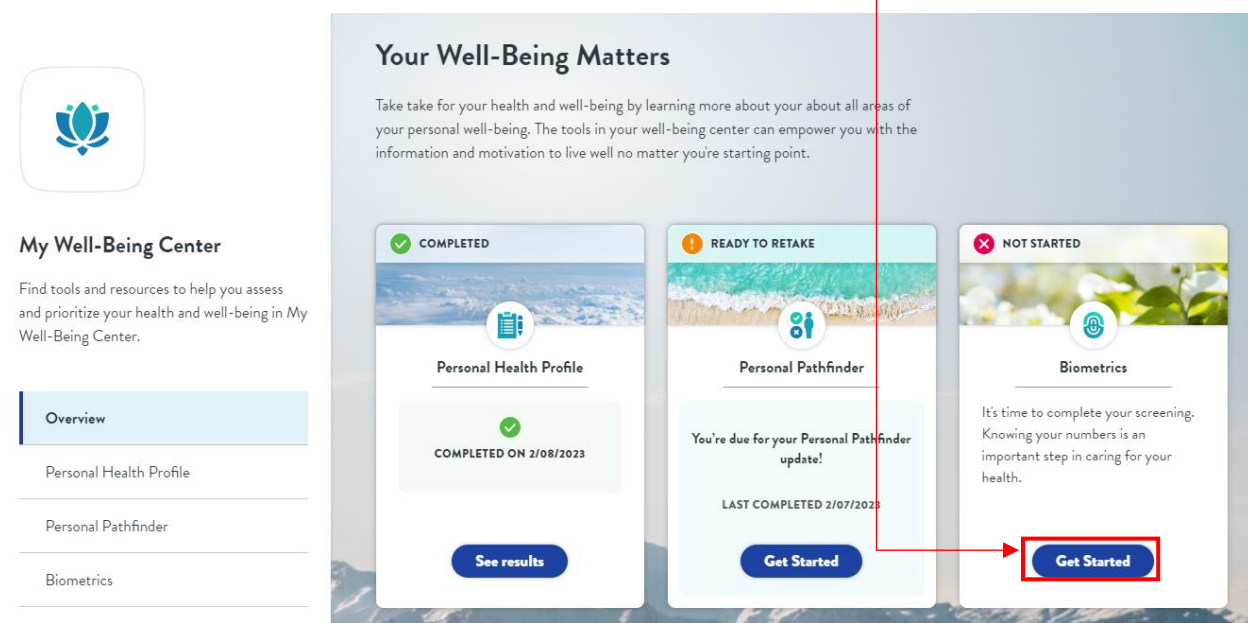 Your Well-Being Matters
Take take for your health and well-being by learning more about your about all areas of
your personal well-being. The tools in your well-being center can empower you with the
information and motivation to live well no matter you're starting point.
My Well-Being Center
Find tools and resources to help you assess
and prioritize your health and well-being in My
Well-Being Center.
Overview
Personal Health Profile
Personal Pathfinder
Biometrics
COMPLETED
Personal Health Profile
COMPLETED ON 2/08/2023
See results
READY TO RETAKE
Personal Pathfinder
You're due for your Personal Pathfinder
update!
LAST COMPLETED 2/07/2023
Get Started
NOT STARTED
Biometrics
It's time to complete your screening.
Knowing your numbers is an
important step in caring for your
health.
Get Started